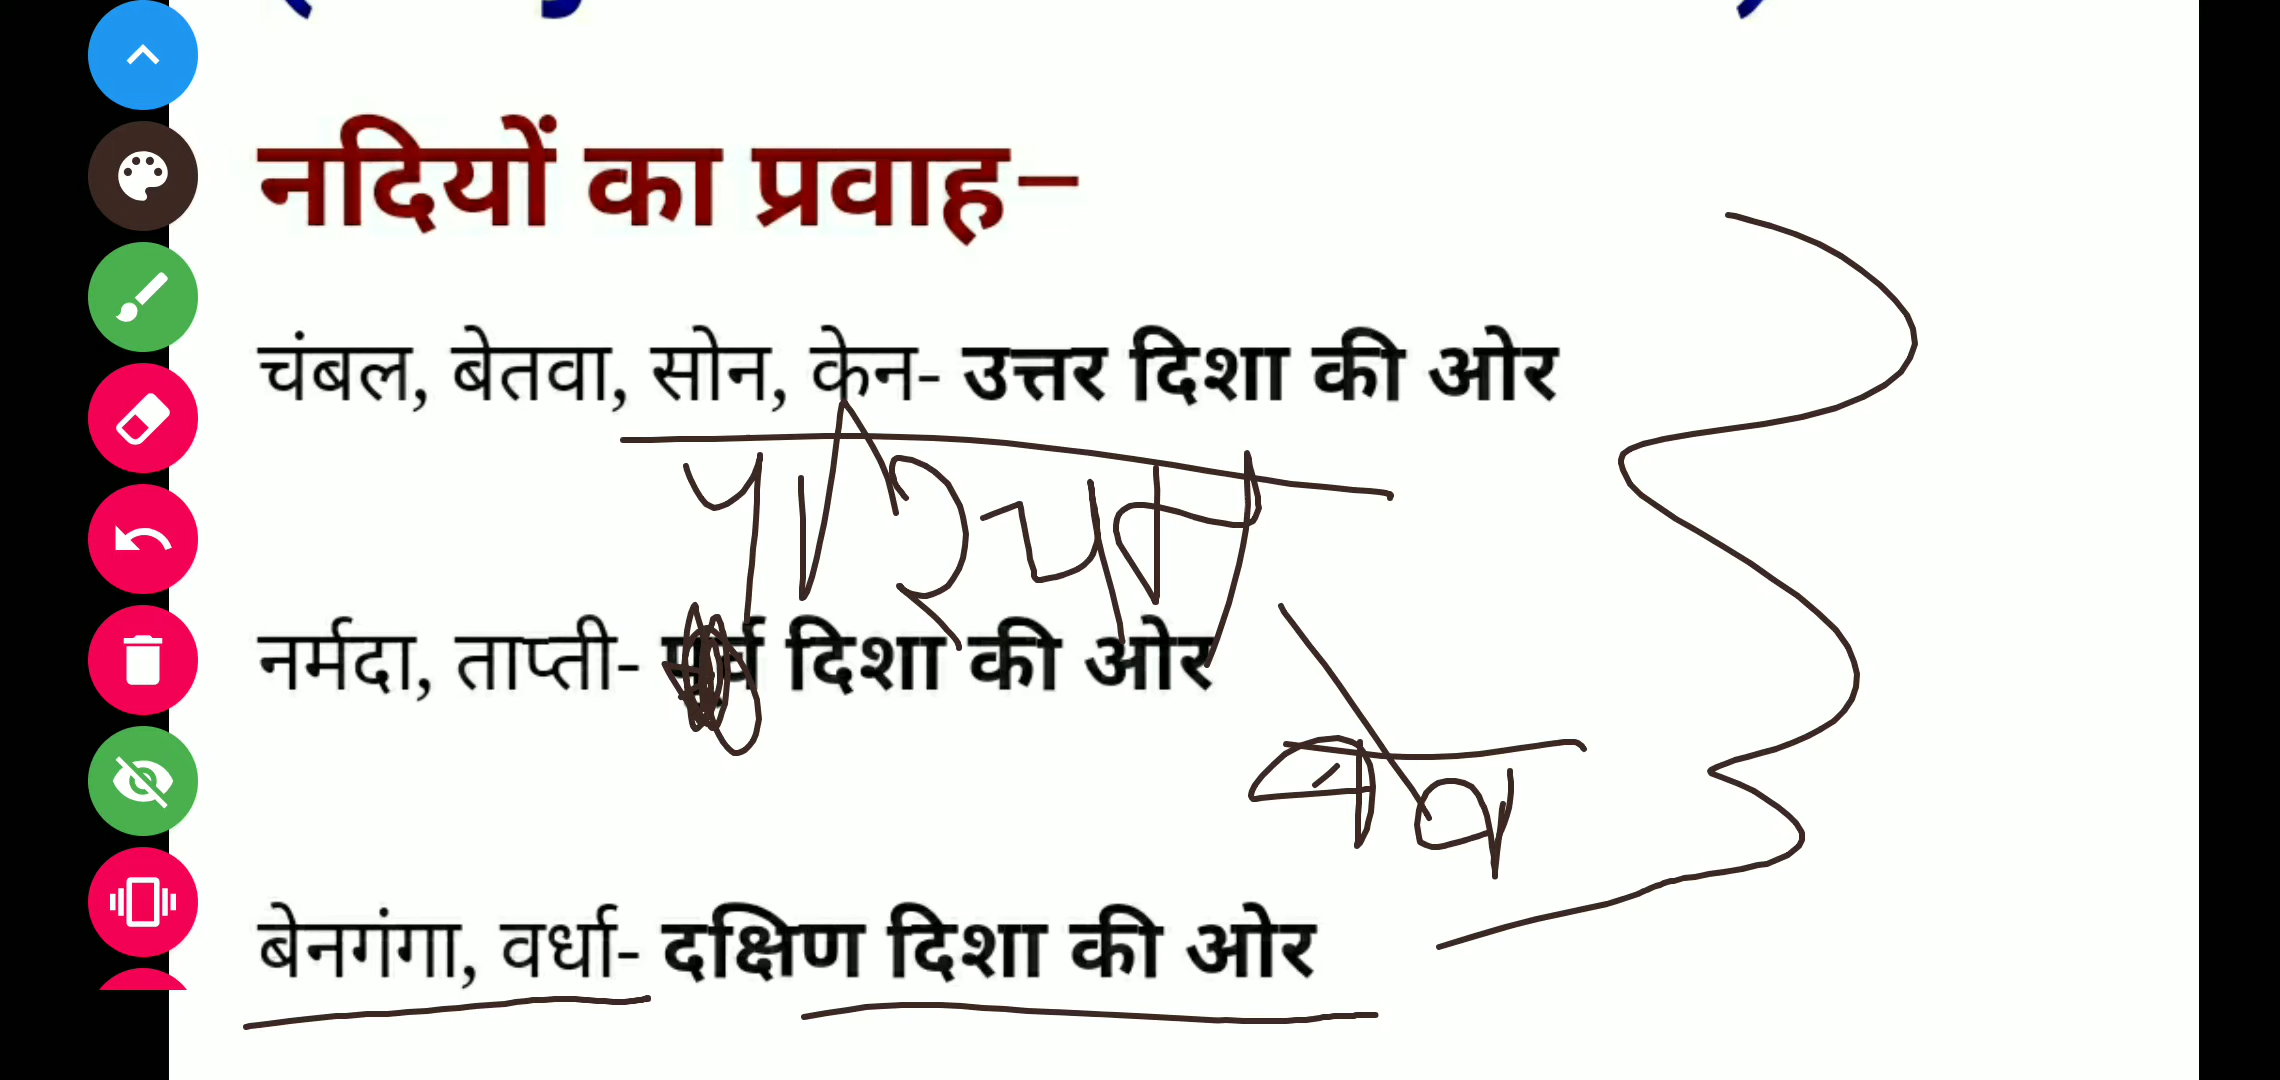 नदियों का प्रवाह–
चंबल, बेतवा, सोन, केन- उत्तर दिशा की ओर
पश्चिम
नर्मदा, ताप्ती- पूर्व दिशा की ओर
बेनगंगा, वर्धा- दक्षिण दिशा की ओर